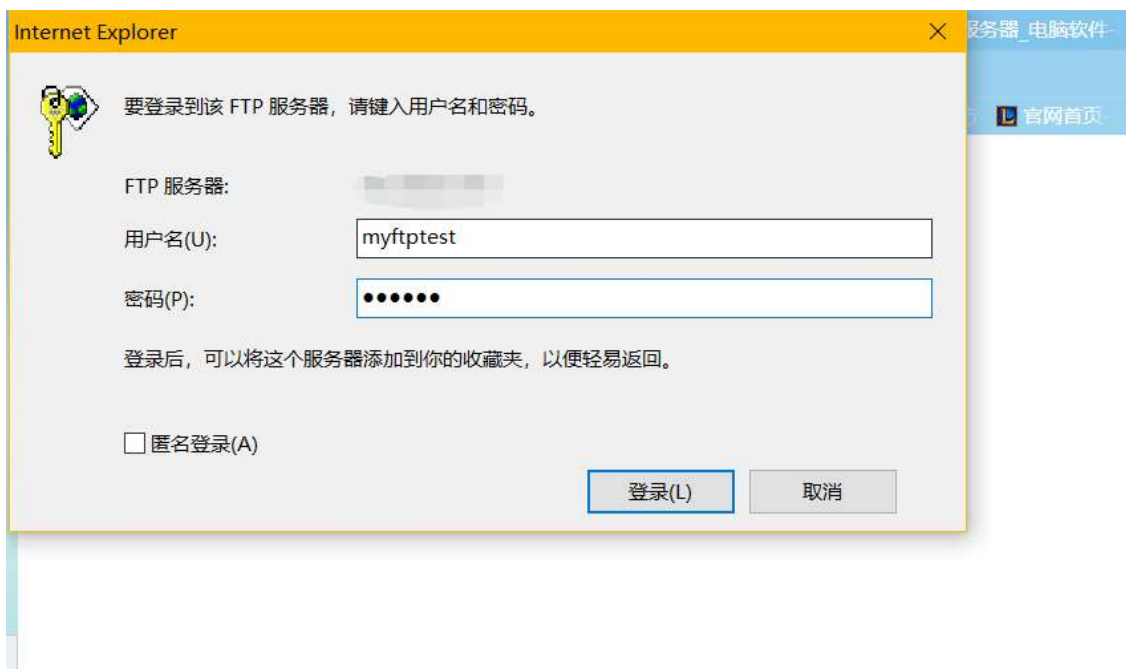 Internet Explorer
服务器_电脑软件-
官网首页-
要登录到该 FTP 服务器，请键入用户名和密码。
FTP 服务器:
用户名(U):
myftptest
密码(P):
●●●●●●
登录后，可以将这个服务器添加到你的收藏夹，以便轻易返回。
匿名登录(A)
登录(L)
取消